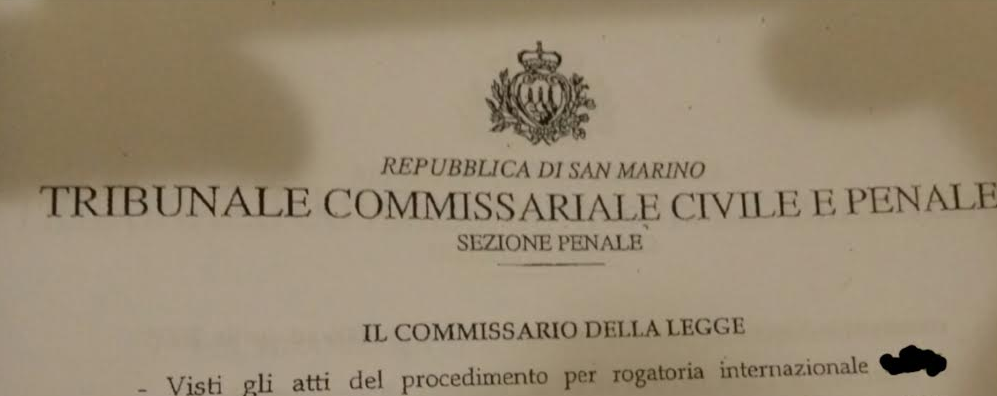 REPUBBLICA DI SAN MARINO
TRIBUNALE COMMISSARIALE CIVILE E PENALE
SEZIONE PENALE
IL COMMISSARIO DELLA LEGGE
- Visti gli atti del procedimento per rogatoria internazionale